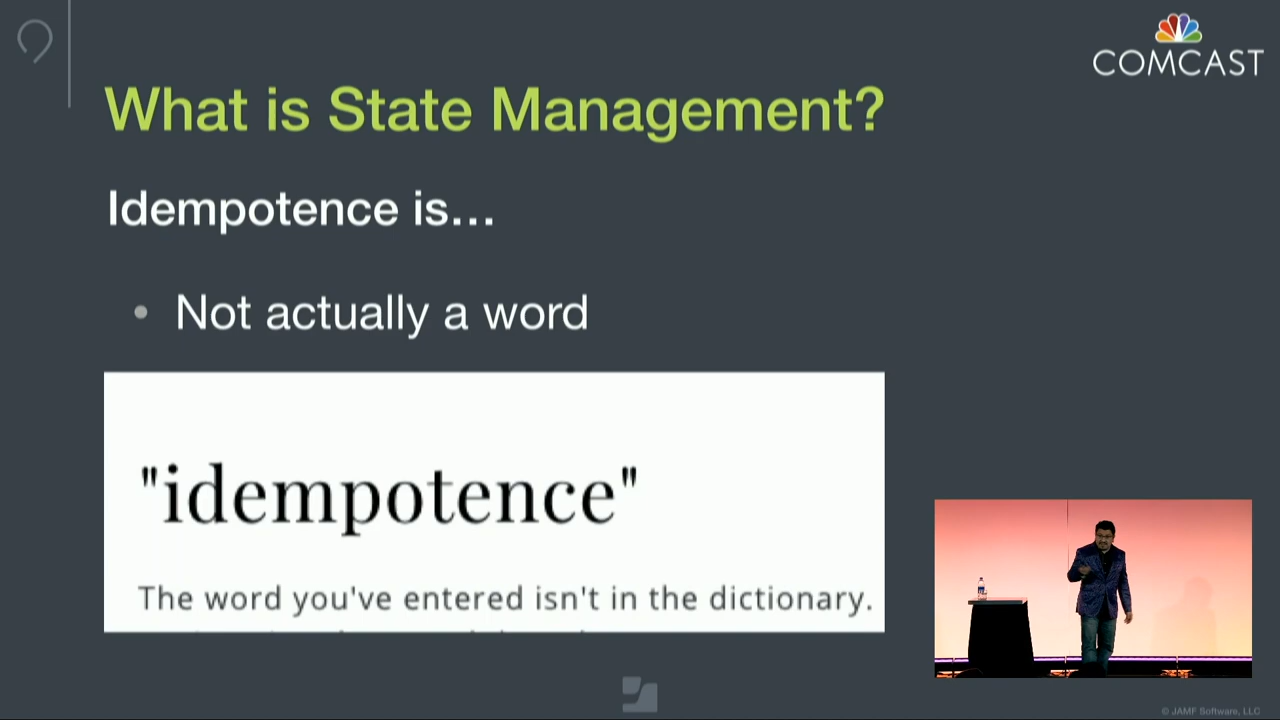 COMCAST
What is State Management?
Idempotence is...
• Not actually a word
"idempotence"
The word you've entered isn't in the dictionary.
© JAMF Software, LLC